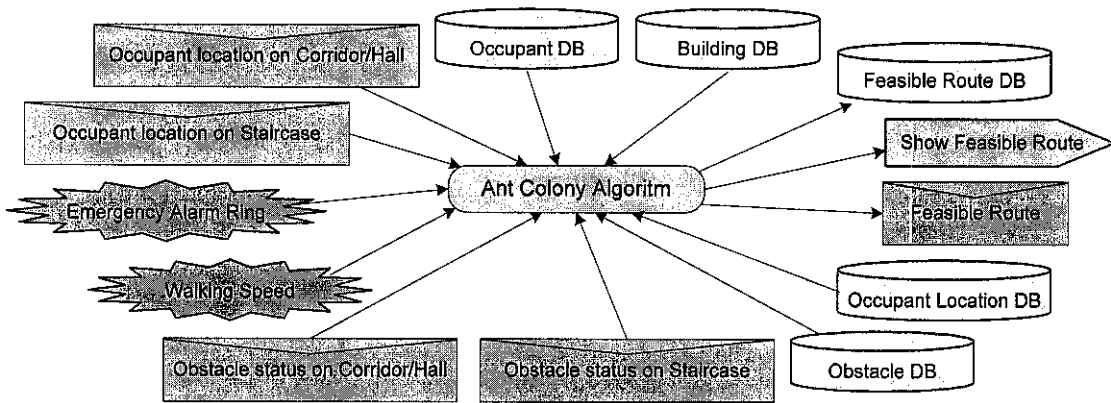 Occupant location on Corridor/Hall
Occupant DB
Building DB
Feasible Route DB
Occupant location on Staircase
Show Feasible Route
Ant Colony Algoritm
Emergency Alarm Ring
Feasible Route
Walking Speed
Occupant Location DB
Obstacle status on Corridor/Hall
Obstacle status on Staircase
Obstacle DB